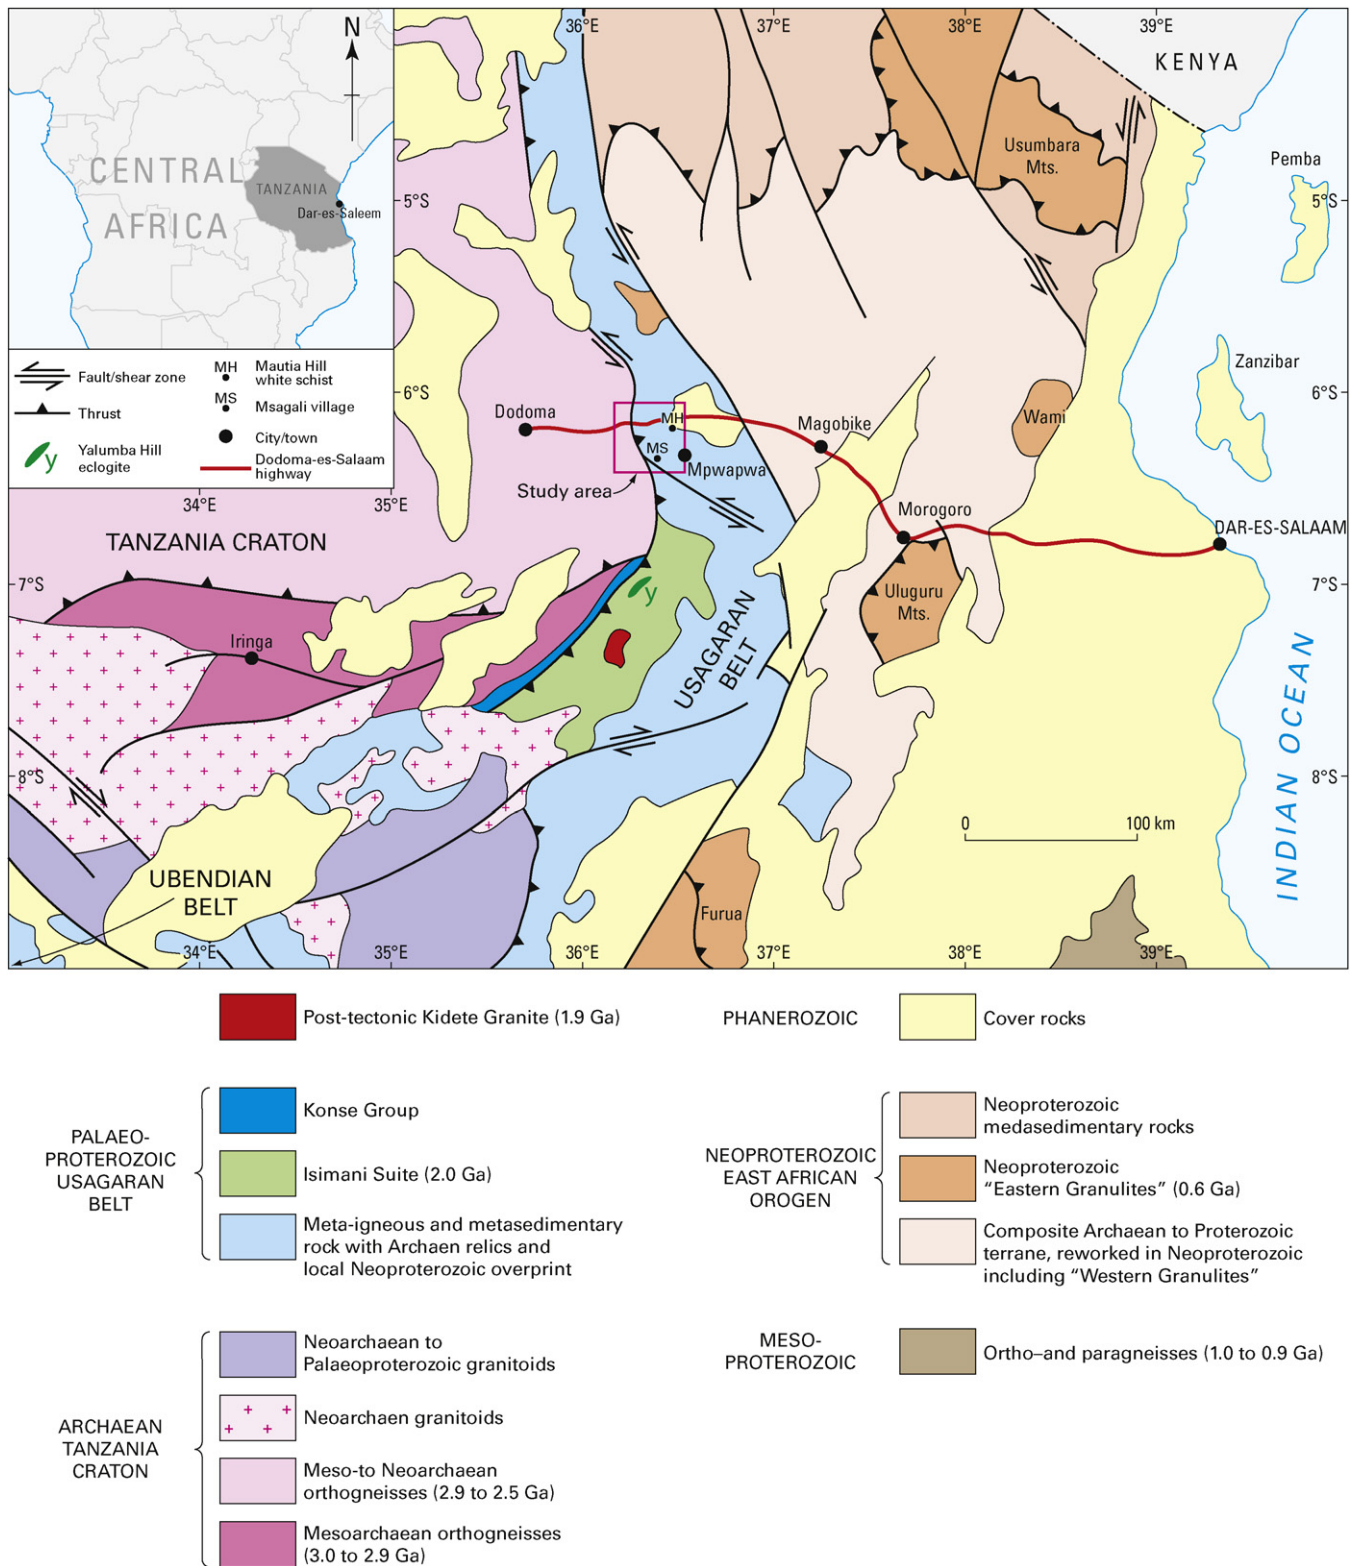 36°E
37°E
38°E
39°E
N
KENYA
CENTRAL
AFRICA
TANZANIA
Dar-es-Saleem
Usumbara
Mts.
Pemba
5°S
5°S
Fault/shear zone
Thrust
Yalumba Hill
eclogite
y
MH
Mautia Hill
white schist
MS
Msagali village
City/town
Dodoma-es-Salaam
highway
34°E
35°E
6°S
6°S
Zanzibar
Dodoma
MH
MS
Mpwapwa
Magobike
Wami
Study area
Morogoro
DAR-ES-SALAAM
TANZANIA CRATON
7°S
7°S
y
Uluguru
Mts.
Iringa
USAGARAN
BELT
INDIAN OCEAN
8°S
8°S
0
100 km
UBENDIAN
BELT
Furua
34°E
35°E
36°E
37°E
38°E
39°E
Post-tectonic Kidete Granite (1.9 Ga)
PALAEO-
PROTEROZOIC
USAGARAN
BELT
Konse Group
Isimani Suite (2.0 Ga)
Meta-igneous and metasedimentary
rock with Archaen relics and
local Neoproterozoic overprint
ARCHAEAN
TANZANIA
CRATON
Neoarchaean to
Palaeoproterozoic granitoids
Neoarchaen granitoids
Meso-to Neoarchaean
orthogneisses (2.9 to 2.5 Ga)
Mesoarchaean orthogneisses
(3.0 to 2.9 Ga)
PHANEROZOIC
Cover rocks
NEOPROTEROZOIC
EAST AFRICAN
OROGEN
Neoproterozoic
medasedimentary rocks
Neoproterozoic
“Eastern Granulites” (0.6 Ga)
Composite Archaean to Proterozoic
terrane, reworked in Neoproterozoic
including “Western Granulites”
MESO-
PROTEROZOIC
Ortho–and paragneisses (1.0 to 0.9 Ga)